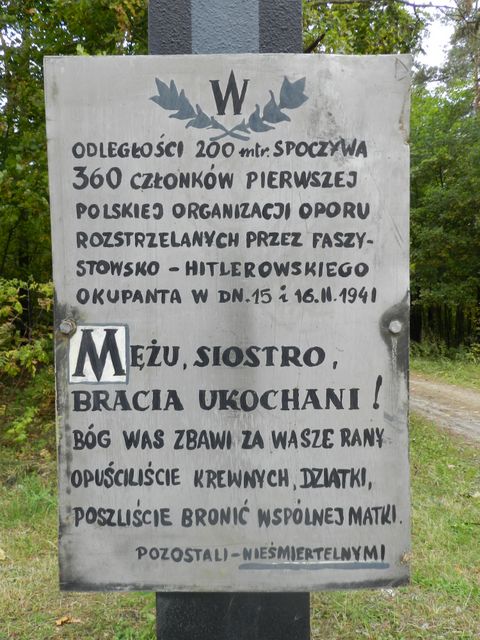 W
ODLEGŁOŚCI 200 mtr. SPOCZYWA
360 CZŁONKÓW PIERWSZEJ
POLSKIEJ ORGANIZACJI OPORU
ROZSTRZELANYCH PRZEZ FASZY-
STOWSKO - HITLEROWSKIEGO
OKUPANTA W DN. 15 i 16.II.1941
MĘŻU, SIOSTRO,
BRACIA UKOCHANI!
BÓG WAS ZBAWI ZA WASZE RANY
OPUŚCILIŚCIE KREWNYCH, DZIATKI,
POSZLIŚCIE BRONIĆ WSPÓLNEJ MATKI.
POZOSTALI - NIEŚMIERTELNYMI